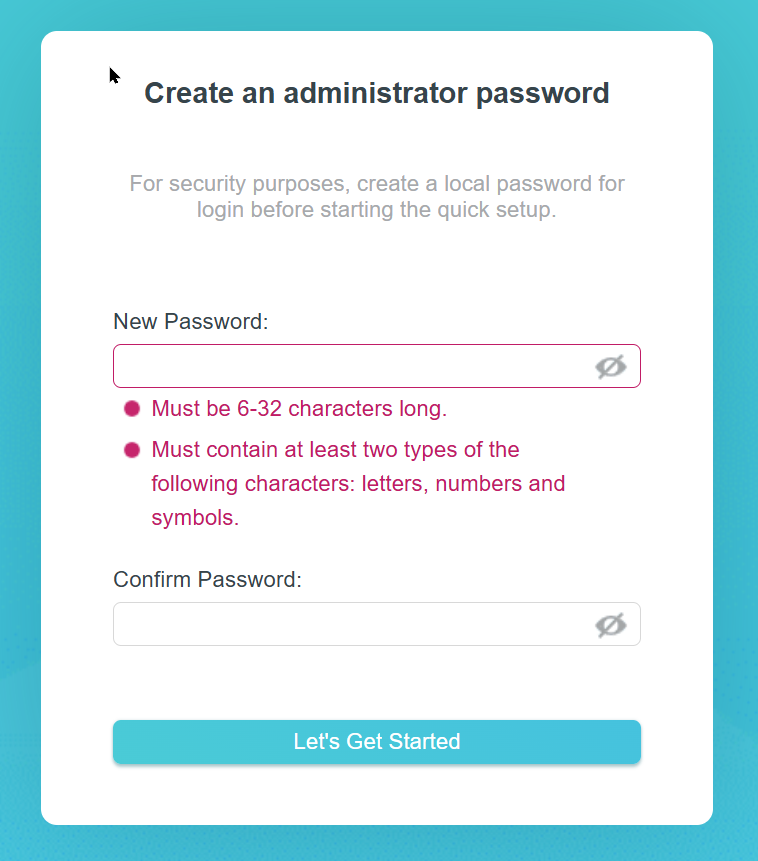 Create an administrator password
For security purposes, create a local password for
login before starting the quick setup.
New Password:
Must be 6-32 characters long.
Must contain at least two types of the
following characters: letters, numbers and
symbols.
Confirm Password:
Let's Get Started